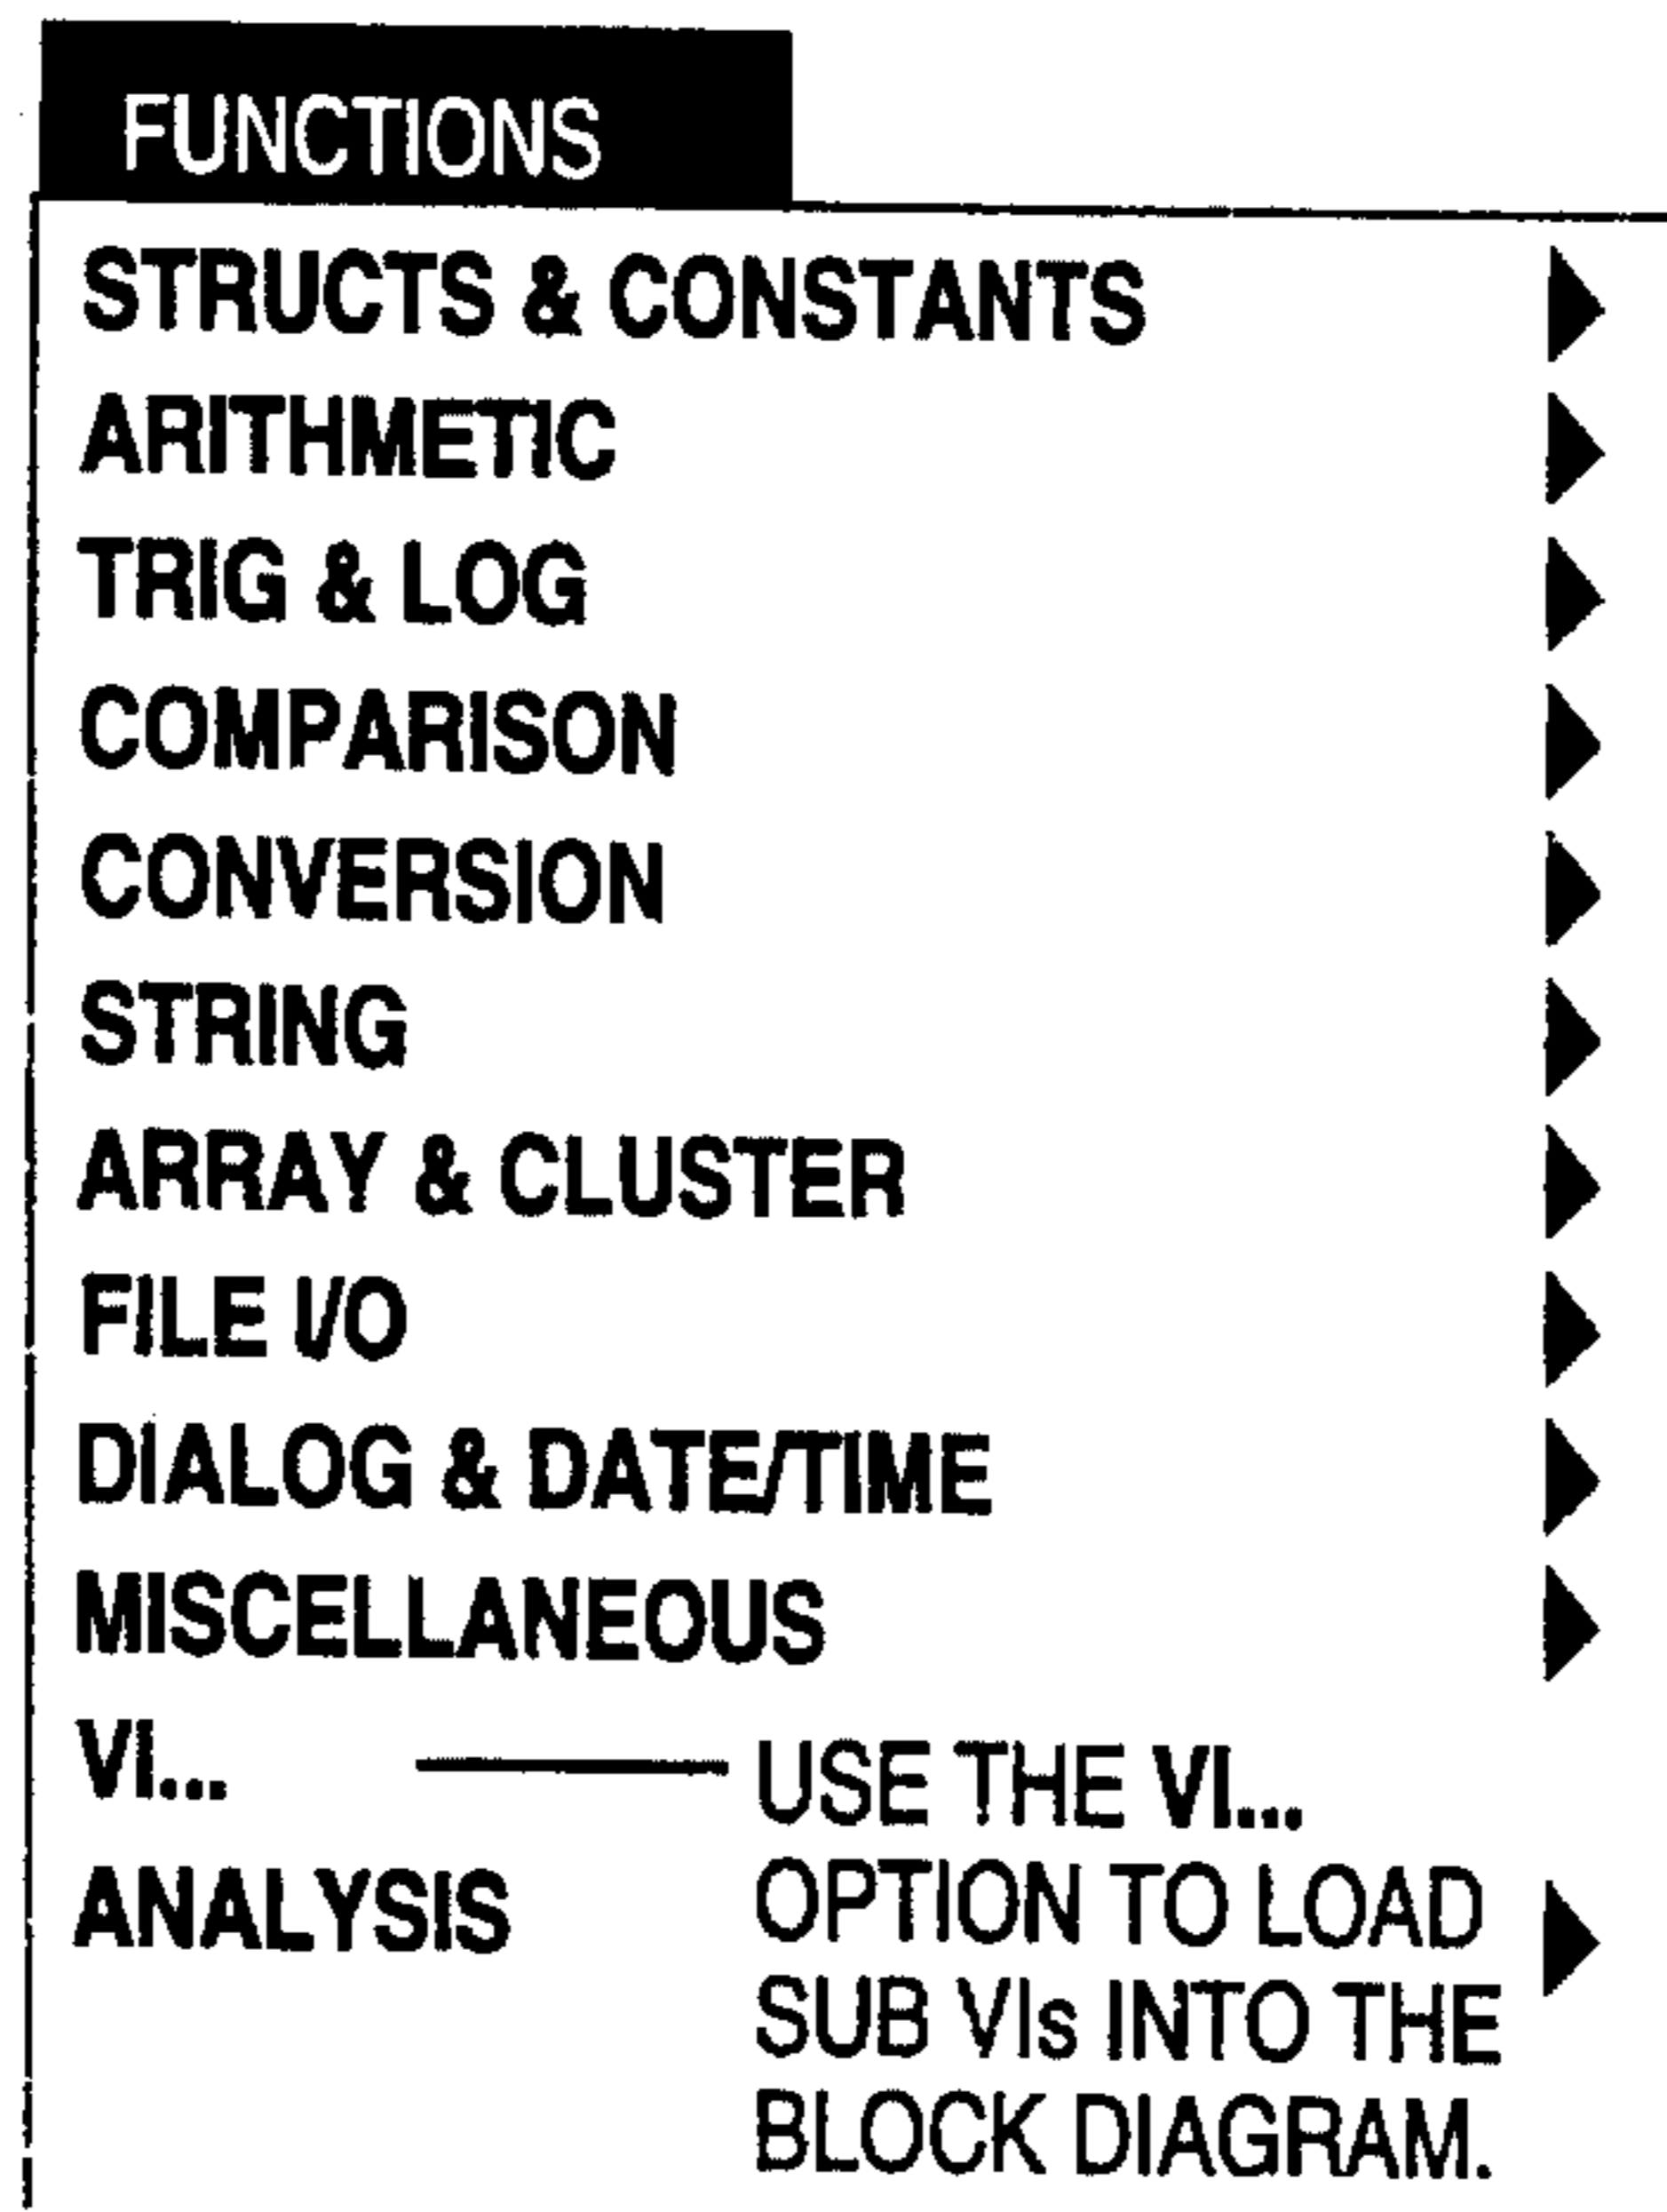 FUNCTIONS
STRUCTS & CONSTANTS
ARITHMETIC
TRIG & LOG
COMPARISON
CONVERSION
STRING
ARRAY & CLUSTER
FILE I/O
DIALOG & DATE/TIME
MISCELLANEOUS
VI...
ANALYSIS
USE THE VI...
OPTION TO LOAD
SUB VIs INTO THE
BLOCK DIAGRAM.